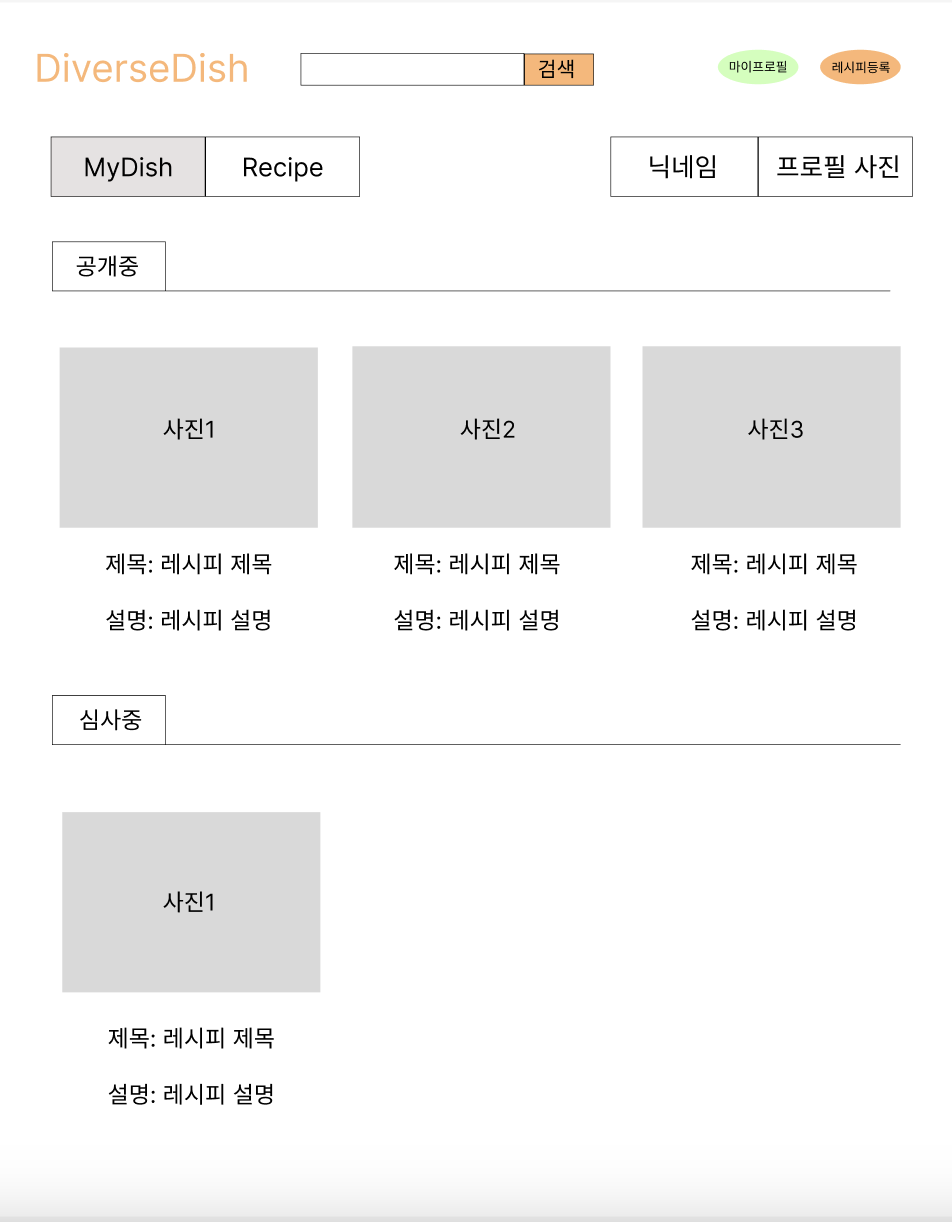 DiverseDish 검색 마이프로필 레시피등록
MyDish Recipe 닉네임 프로필 사진
공개중
사진1 사진2 사진3
제목: 레시피 제목 제목: 레시피 제목 제목: 레시피 제목
설명: 레시피 설명 설명: 레시피 설명 설명: 레시피 설명
심사중
사진1
제목: 레시피 제목
설명: 레시피 설명